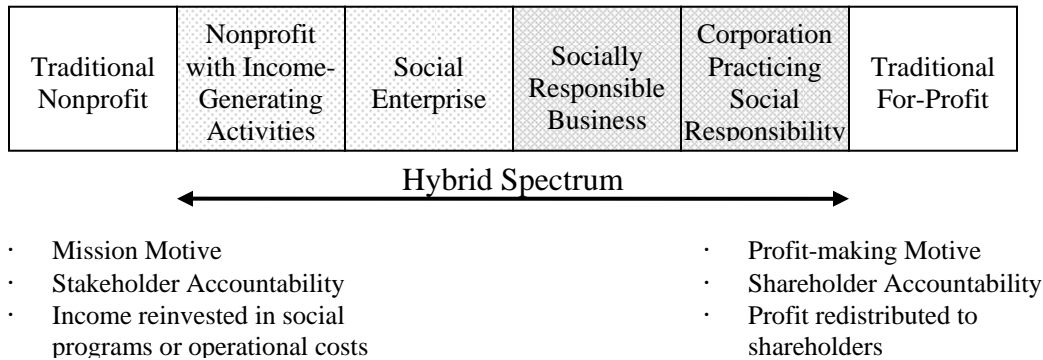 Traditional
Nonprofit
Nonprofit
with Income-
Generating
Activities
Social
Enterprise
Socially
Responsible
Business
Corporation
Practicing
Social
Responsibility
Traditional
For-Profit
Hybrid Spectrum
· Mission Motive
· Stakeholder Accountability
· Income reinvested in social
programs or operational costs
· Profit-making Motive
· Shareholder Accountability
· Profit redistributed to
shareholders